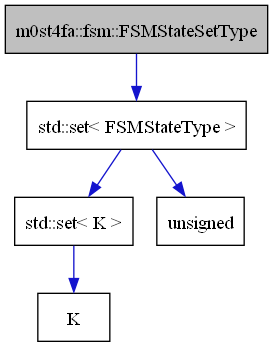 m0st4fa::fsm::FSMStateSetType
std::set< FSMStateType >
std::set< K >
unsigned
K